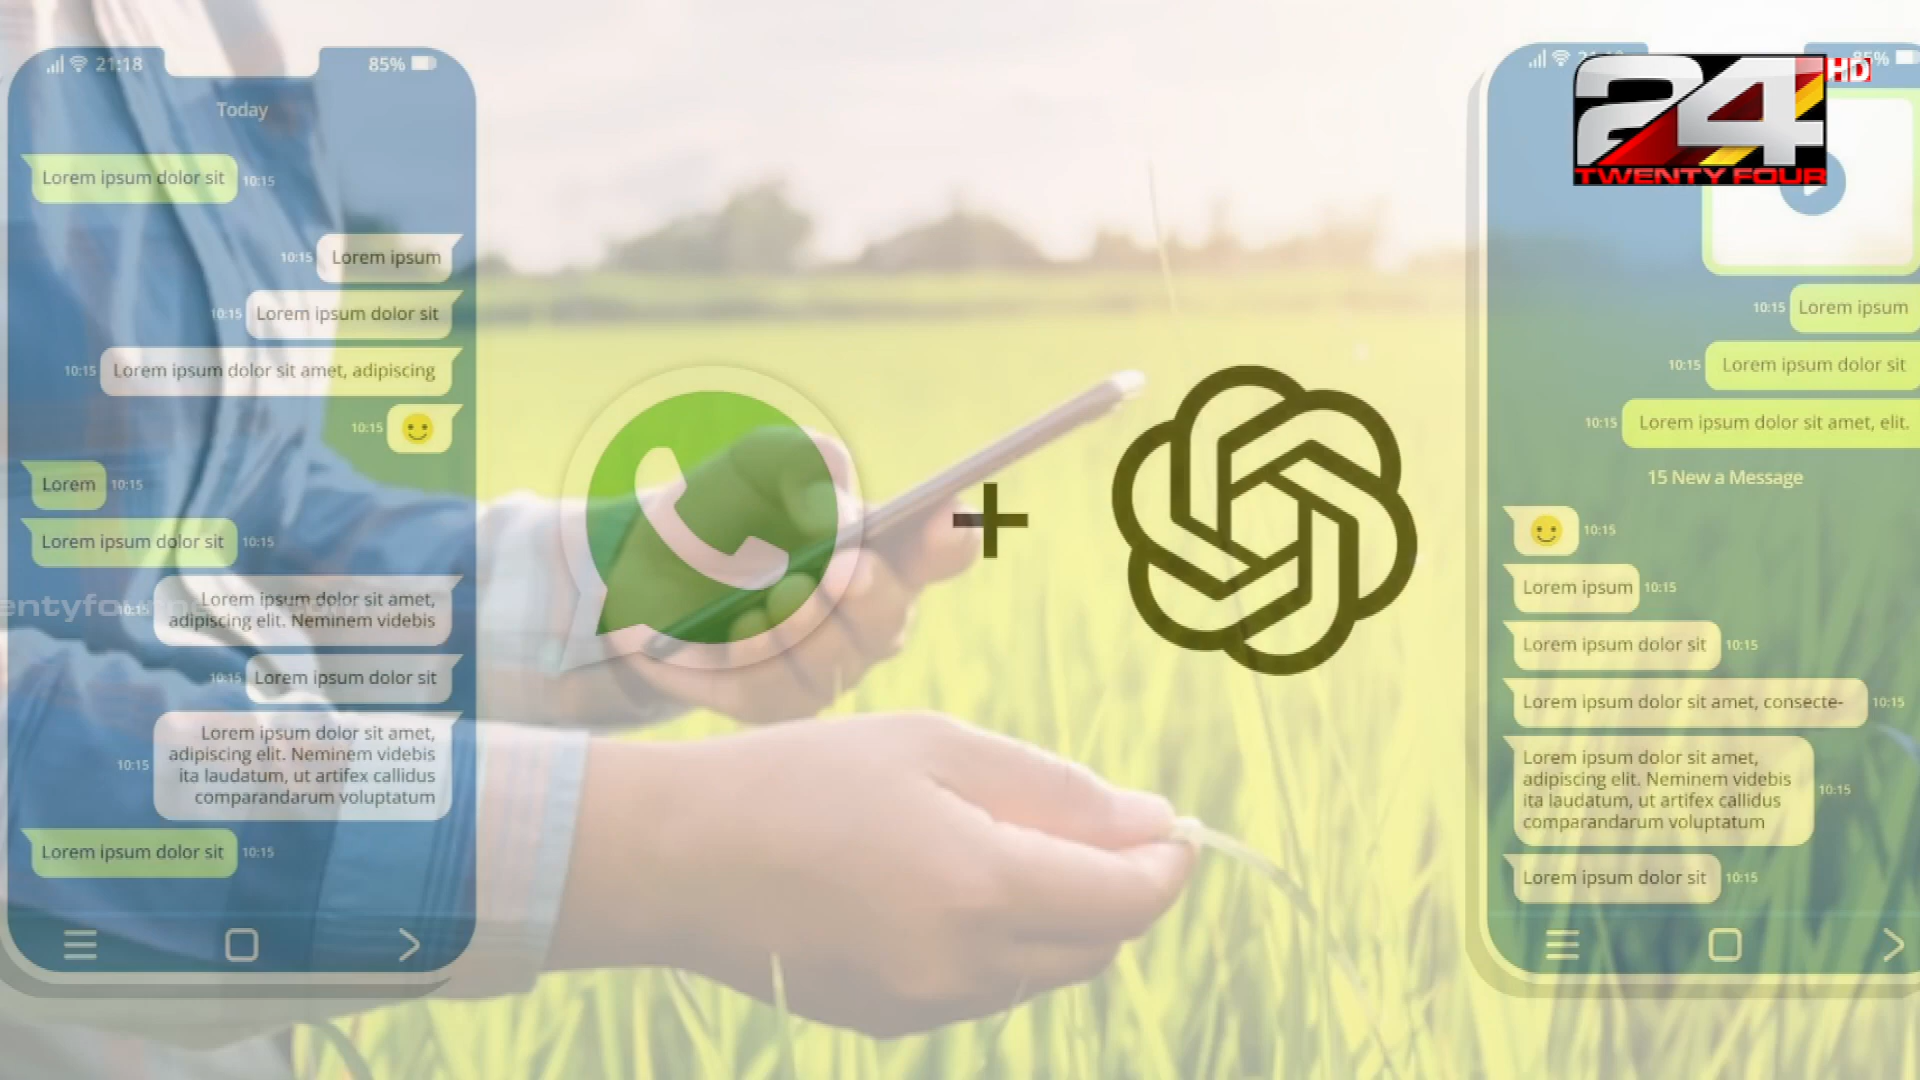 21:18
85%
Today
Lorem ipsum dolor sit
10:15
10:15
Lorem ipsum
10:15
Lorem ipsum dolor sit
10:15
Lorem ipsum dolor sit amet, adipiscing
10:15
Lorem
10:15
Lorem ipsum dolor sit
10:15
10:15
Lorem ipsum dolor sit amet,
adipiscing elit. Neminem videbis
10:15
Lorem ipsum dolor sit
10:15
Lorem ipsum dolor sit amet,
adipiscing elit. Neminem videbis
ita laudatum, ut artifex callidus
comparandarum voluptatum
Lorem ipsum dolor sit
10:15
+
85%
24
HD
TWENTY FOUR
10:15
Lorem ipsum
10:15
Lorem ipsum dolor sit
10:15
Lorem ipsum dolor sit amet, elit.
15 New a Message
10:15
Lorem ipsum
10:15
Lorem ipsum dolor sit
10:15
Lorem ipsum dolor sit amet, consecte-
10:15
Lorem ipsum dolor sit amet,
adipiscing elit. Neminem videbis
ita laudatum, ut artifex callidus
comparandarum voluptatum
10:15
Lorem ipsum dolor sit
10:15